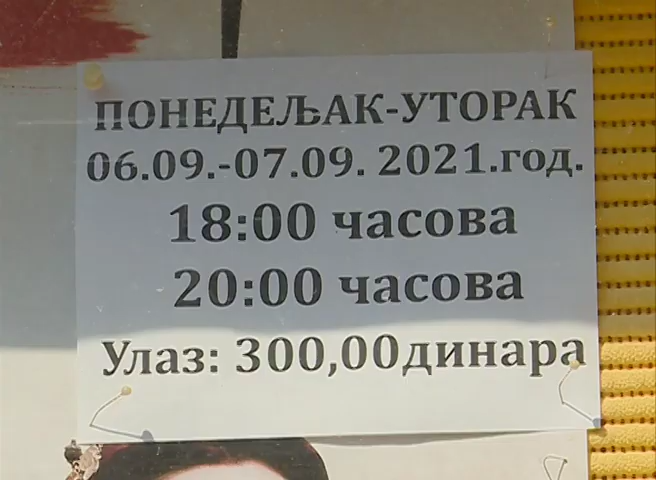 ПОНЕДЕЉАК-УТОРАК
06.09.-07.09. 2021.год.
18:00 часова
20:00 часова
Улаз: 300,00динара